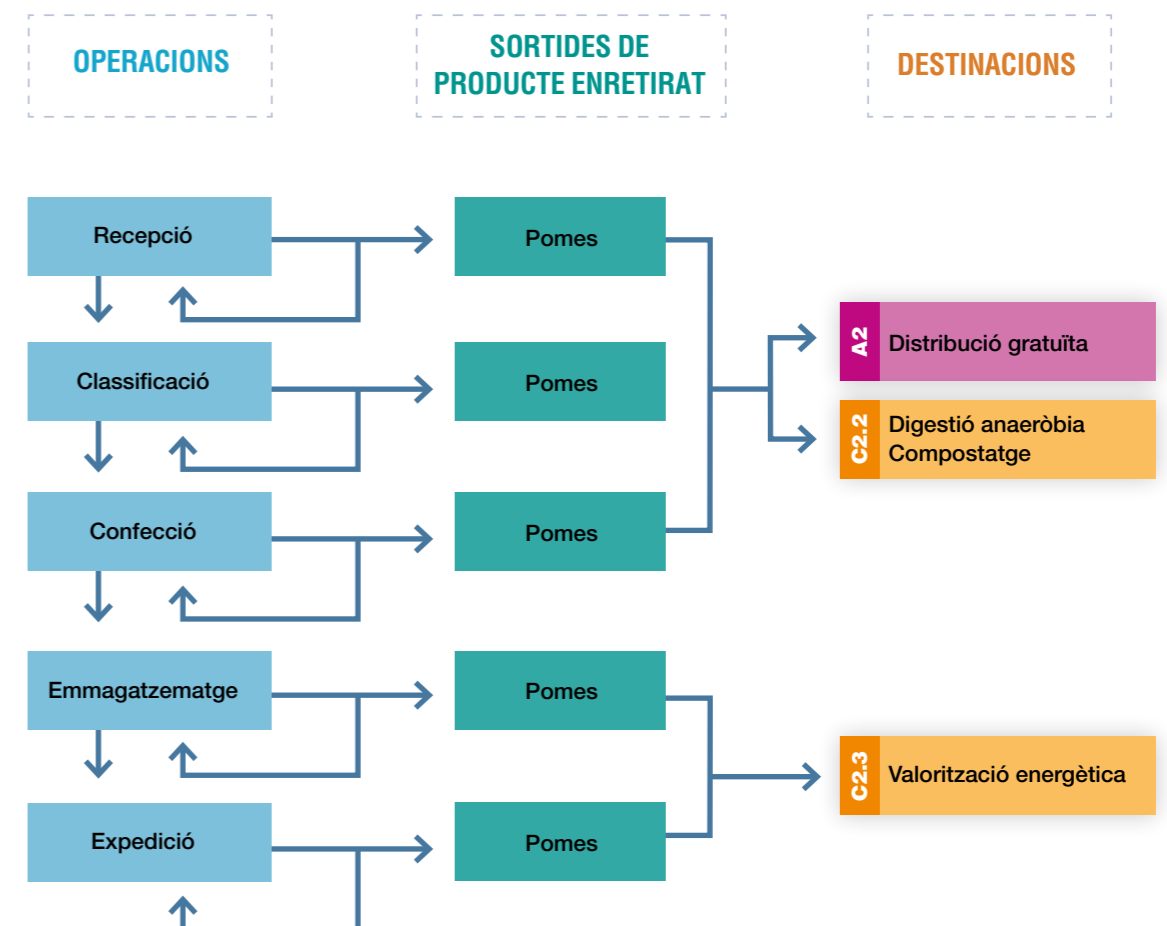 OPERACIONS
SORTIDES DE
PRODUCTE ENRETIRAT
DESTINACIONS
Recepció
Pomes
A2
Distribució gratuïta
Classificació
Pomes
C2.2
Digestió anaeròbia
Compostatge
Confecció
Pomes
Emmagatzematge
Pomes
C2.3
Valorització energètica
Expedició
Pomes